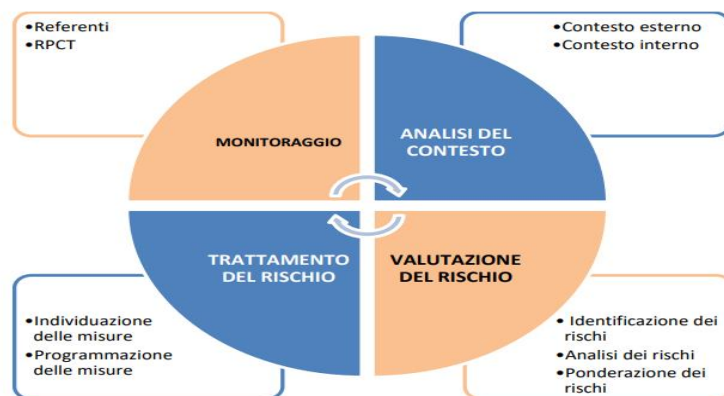 •Referenti
•RPCT
•Contesto esterno
•Contesto interno
MONITORAGGIO
ANALISI DEL
CONTESTO
TRATTAMENTO
DEL RISCHIO
VALUTAZIONE
DEL RISCHIO
•Individuazione
delle misure
•Programmazione
delle misure
• Identificazione dei
rischi
•Analisi dei rischi
•Ponderazione dei
rischi